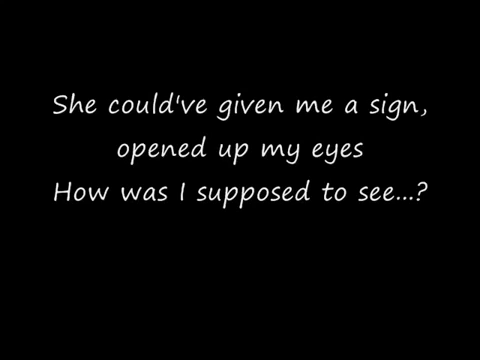 She could've given me a sign,
opened up my eyes
How was I supposed to see...?